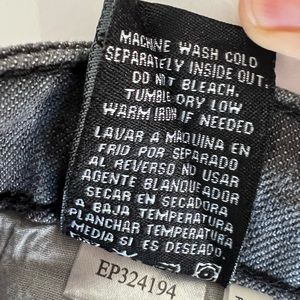 MACHINE WASH COLD
SEPARATELY INSIDE OUT.
DO NOT BLEACH.
TUMBLE DRY LOW
WARM IRON IF NEEDED
LAVAR A MAQUINA EN
FRIO POR SEPARADO
AL REVERSO NO USAR
AGENTE BLANQUEADOR
SECAR EN SECADORA
A BAJA TEMPERATURA
PLANCHAR TEMPERATURA
MEDIA SI ES DESEADO.
EP324194